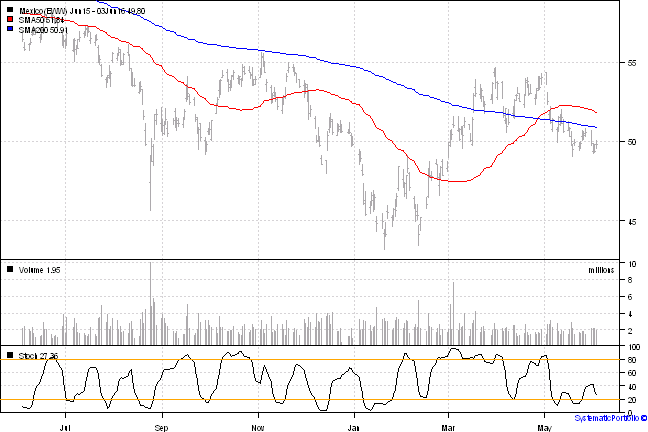 Mexico (EWW) Jun 15 - 03 Jun 16 49.80
SMA50 51.84
SMA200 50.91
55
50
45
Volume 1.95
millions
10
8
6
4
2
Stoch 27.36
100
80
60
40
20
0
Jul
Sep
Nov
Jan
Mar
May
SystematicPortfolio ©